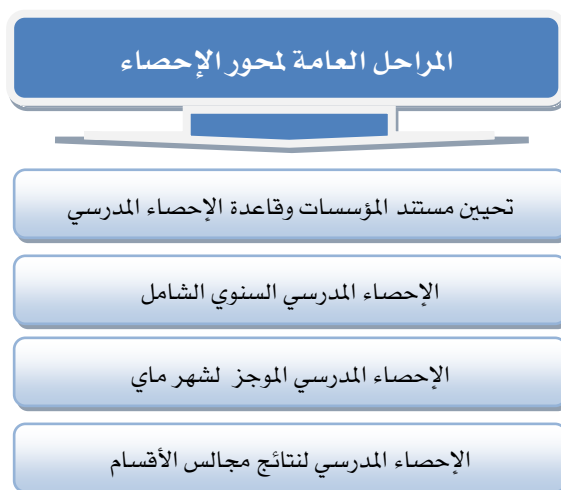 المراحل العامة لمحور الإحصاء
تحيين مستند المؤسسات وقاعدة الإحصاء المدرسي
الإحصاء المدرسي السنوي الشامل
الإحصاء المدرسي الموجز لشهر ماي
الإحصاء المدرسي لنتائج مجالس الأقسام